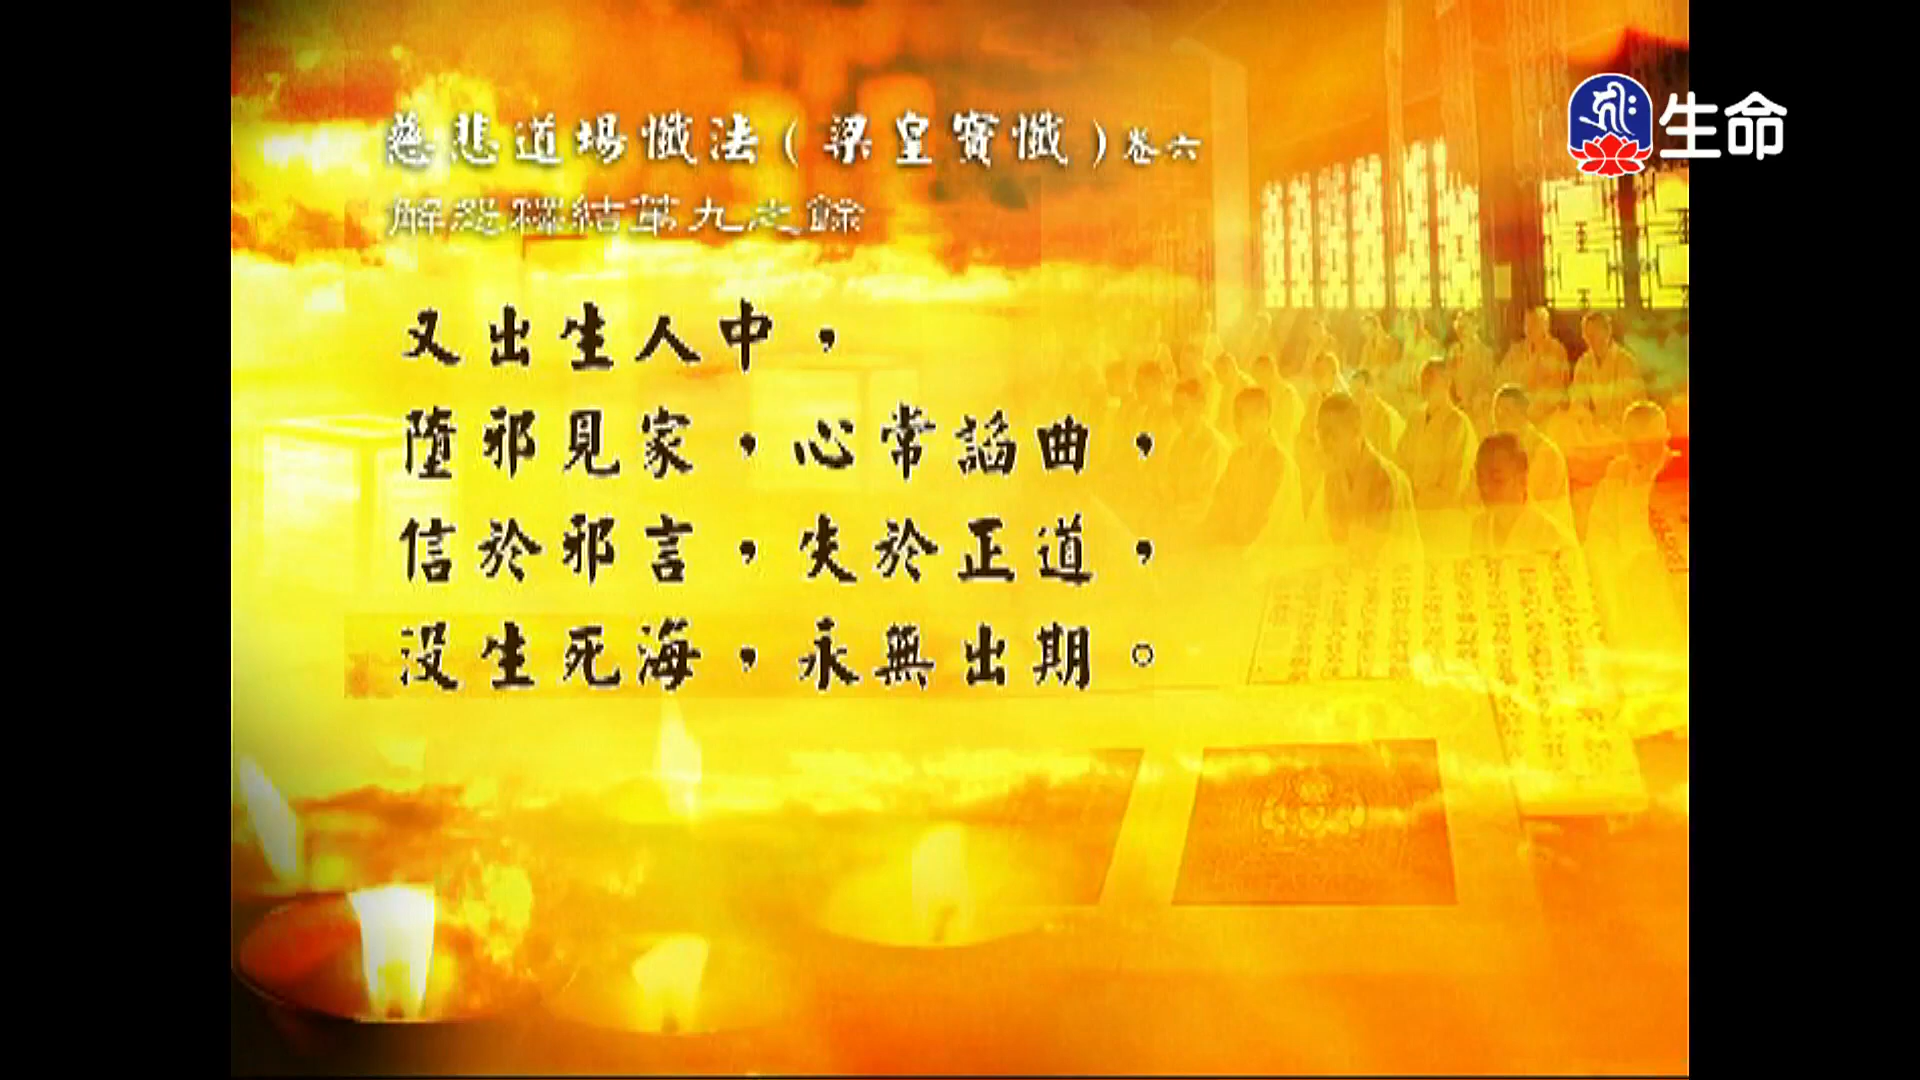 慈悲道場懺法(梁皇寶懺)卷六
解冤釋結第九之餘
生命
又出生人中，
墮邪見家，心常諂曲，
信於邪言，失於正道，
沒生死海，永無出期。